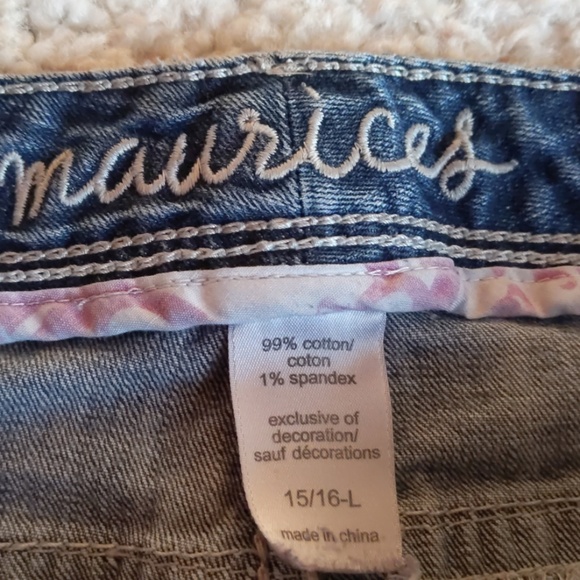 maurices
99% cotton/
coton
1% spandex
exclusive of
decoration/
sauf décorations
15/16-L
made in china